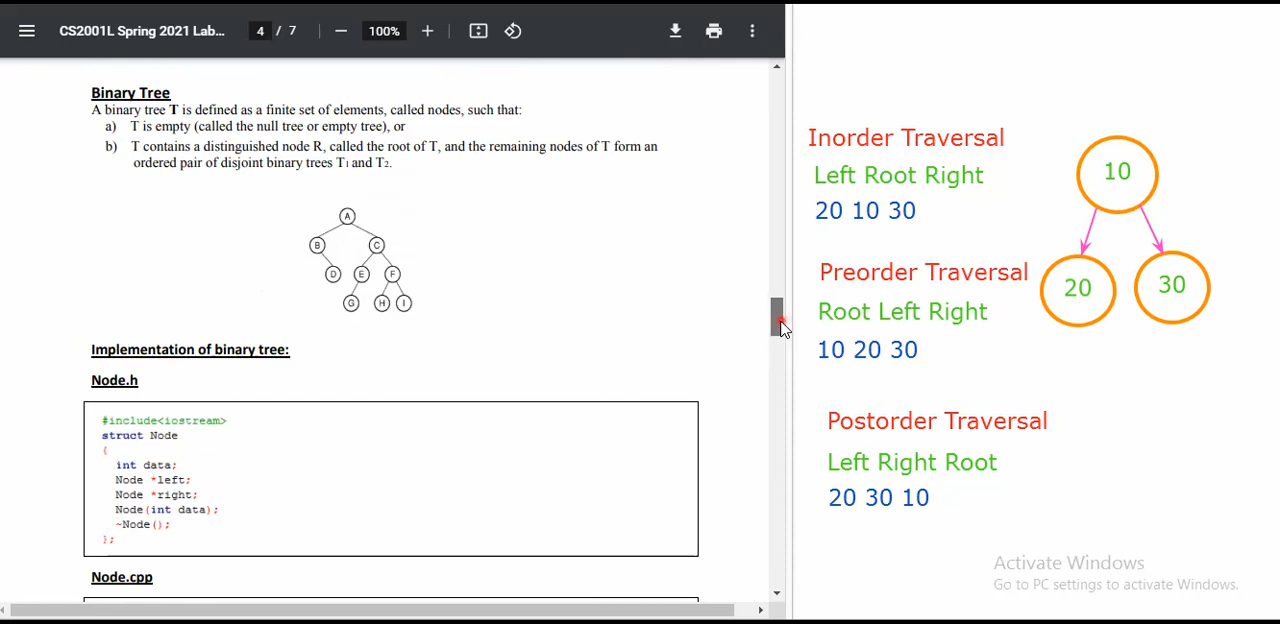 CS2001L Spring 2021 Lab...
4 / 7
100%
Binary Tree
A binary tree T is defined as a finite set of elements, called nodes, such that:
a) T is empty (called the null tree or empty tree), or
b) T contains a distinguished node R, called the root of T, and the remaining nodes of T form an
ordered pair of disjoint binary trees T1 and T2.
A
B C
D E F
G H I
Implementation of binary tree:
Node.h
#include<iostream>
struct Node
{
int data;
Node *left;
Node *right;
Node(int data);
~Node();
};
Node.cpp
Inorder Traversal
Left Root Right
20 10 30
Preorder Traversal
Root Left Right
10 20 30
Postorder Traversal
Left Right Root
20 30 10
10
20 30
Activate Windows
Go to PC settings to activate Windows.